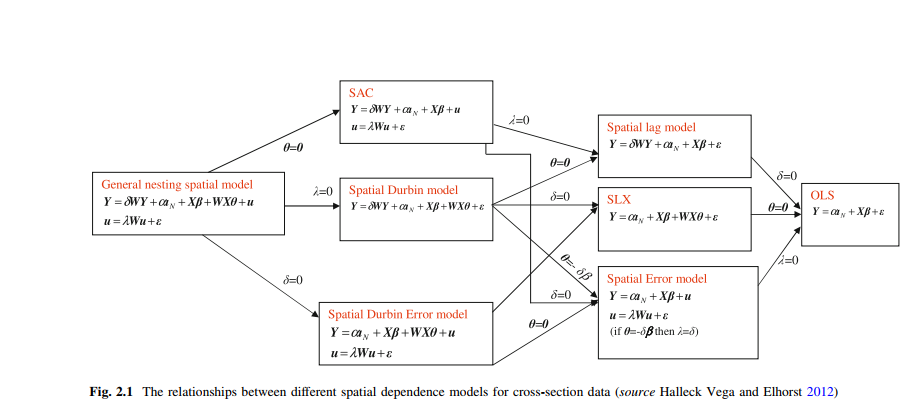 SAC
Y = δWY + αι_N + Xβ + u
u = λWu + ε
λ=0
θ=0
Spatial lag model
Y = δWY + αι_N + Xβ + ε
θ=0
δ=0
General nesting spatial model
Y = δWY + αι_N + Xβ + WXθ + u
u = λWu + ε
λ=0
Spatial Durbin model
Y = δWY + αι_N + Xβ + WXθ + ε
δ=0
SLX
Y = αι_N + Xβ + WXθ + ε
θ=0
OLS
Y = αι_N + Xβ + ε
θ=-δβ
λ=0
δ=0
δ=0
Spatial Error model
Y = αι_N + Xβ + u
u = λWu + ε
(if θ=-δβ then λ=δ)
Spatial Durbin Error model
Y = αι_N + Xβ + WXθ + u
u = λWu + ε
θ=0
Fig. 2.1 The relationships between different spatial dependence models for cross-section data (source Halleck Vega and Elhorst 2012)